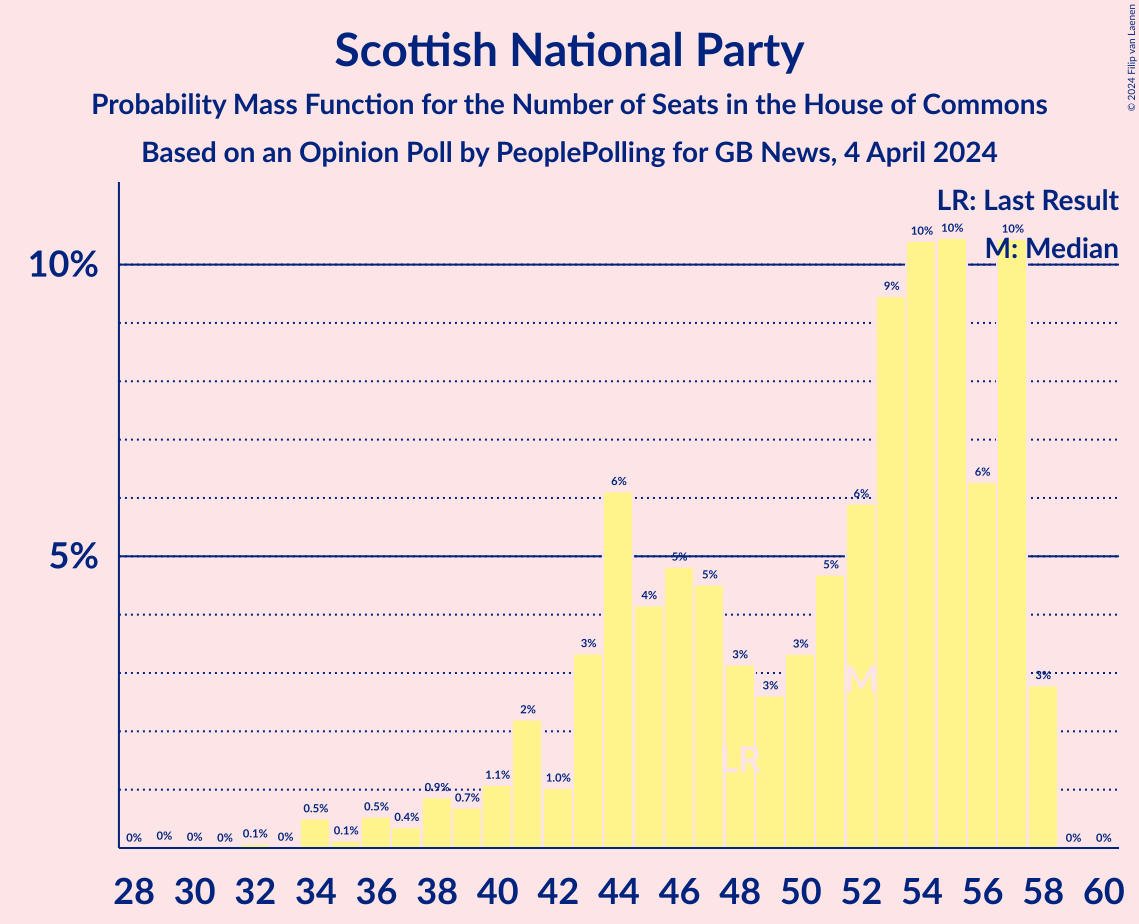 Scottish National Party
Probability Mass Function for the Number of Seats in the House of Commons
Based on an Opinion Poll by PeoplePolling for GB News, 4 April 2024
© 2024 Filip van Laenen
LR: Last Result
M: Median
10%
5%
0% 0% 0% 0% 0.1% 0% 0.5% 0.1% 0.5% 0.4% 0.9% 0.7% 1.1% 2% 1.0% 3% 6% 4% 5% 5% 3% 3% 3% 5% 6% 9% 10% 10% 6% 10% 3% 0% 0%
M
LR
28 30 32 34 36 38 40 42 44 46 48 50 52 54 56 58 60